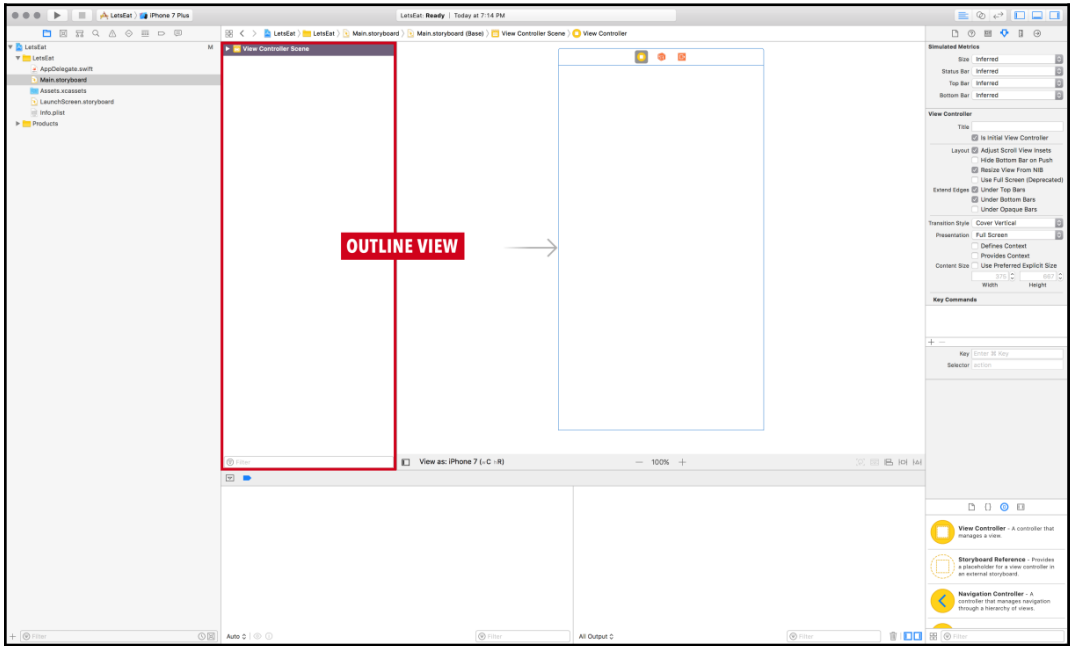 LetsEat
iPhone 7 Plus
LetsEat: Ready | Today at 7:14 PM
LetsEat
LetsEat
Main.storyboard
Main.storyboard (Base)
View Controller Scene
View Controller
LetsEat M
LetsEat
AppDelegate.swift
Main.storyboard
Assets.xcassets
LaunchScreen.storyboard
Info.plist
Products
Filter
View Controller Scene
OUTLINE VIEW
Filter
View as: iPhone 7 (wC hR)
100%
Auto
Filter
All Output
Filter
Simulated Metrics
Size Inferred
Status Bar Inferred
Top Bar Inferred
Bottom Bar Inferred
View Controller
Title
Is Initial View Controller
Layout Adjust Scroll View Insets
Hide Bottom Bar on Push
Resize View From NIB
Use Full Screen (Deprecated)
Extend Edges Under Top Bars
Under Bottom Bars
Under Opaque Bars
Transition Style Cover Vertical
Presentation Full Screen
Defines Context
Provides Context
Content Size Use Preferred Explicit Size
375 667
Width Height
Key Commands
Key Enter ⌘ Key
Selector action
View Controller - A controller that
manages a view.
Storyboard Reference - Provides
a placeholder for a view controller in
an external storyboard.
Navigation Controller - A
controller that manages navigation
through a hierarchy of views.
Filter